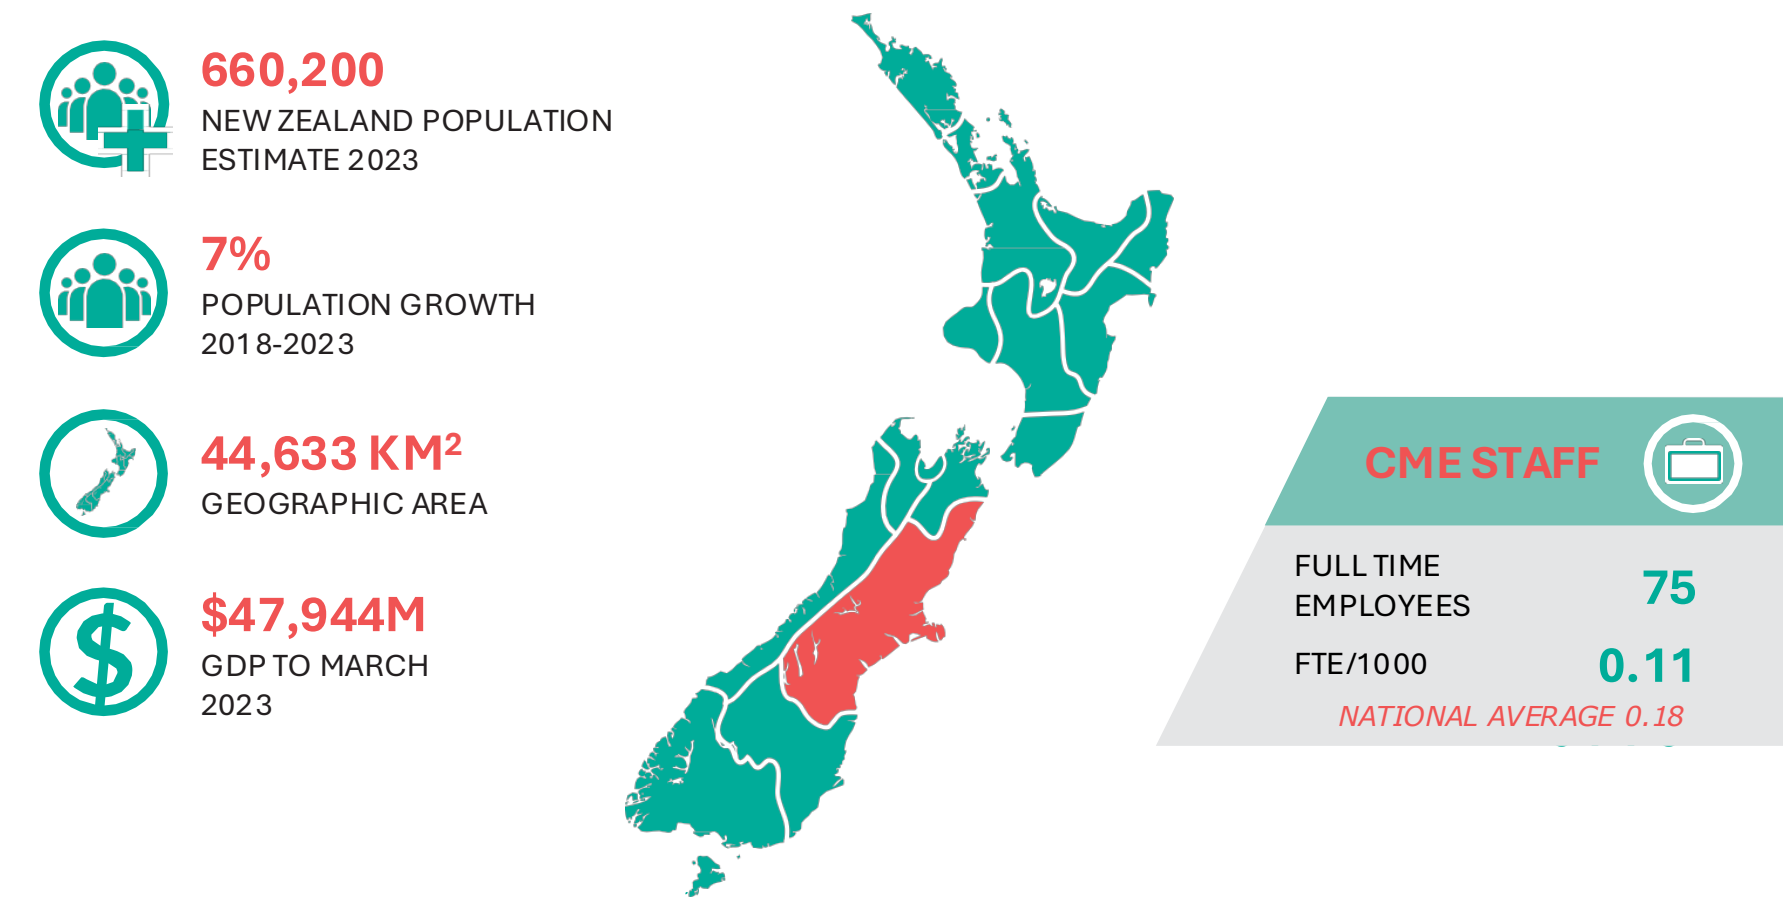 660,200
NEW ZEALAND POPULATION
ESTIMATE 2023
7%
POPULATION GROWTH
2018-2023
44,633 KM²
GEOGRAPHIC AREA
$47,944M
GDP TO MARCH
2023
CME STAFF
FULL TIME
EMPLOYEES
75
FTE/1000
0.11
NATIONAL AVERAGE 0.18